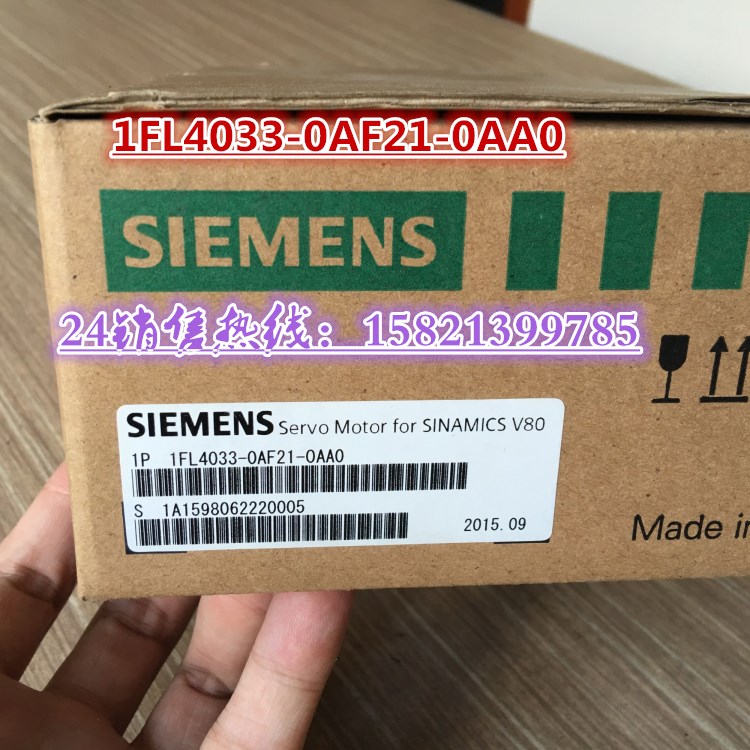 1FL4033-0AF21-0AA0
SIEMENS
24销售热线：15821399785
SIEMENS Servo Motor for SINAMICS V80
1P 1FL4033-0AF21-0AA0
S 1A1598062220005
2015.09
Made in